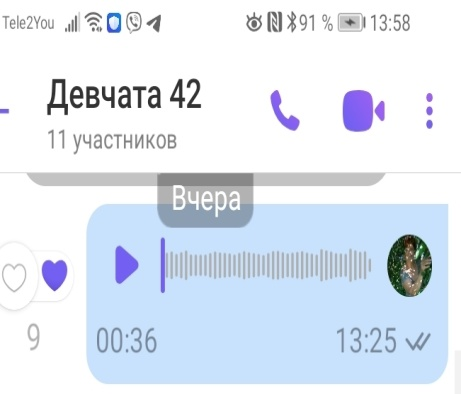 Tele2You 91 % 13:58
Девчата 42
11 участников
Вчера
9 00:36 13:25